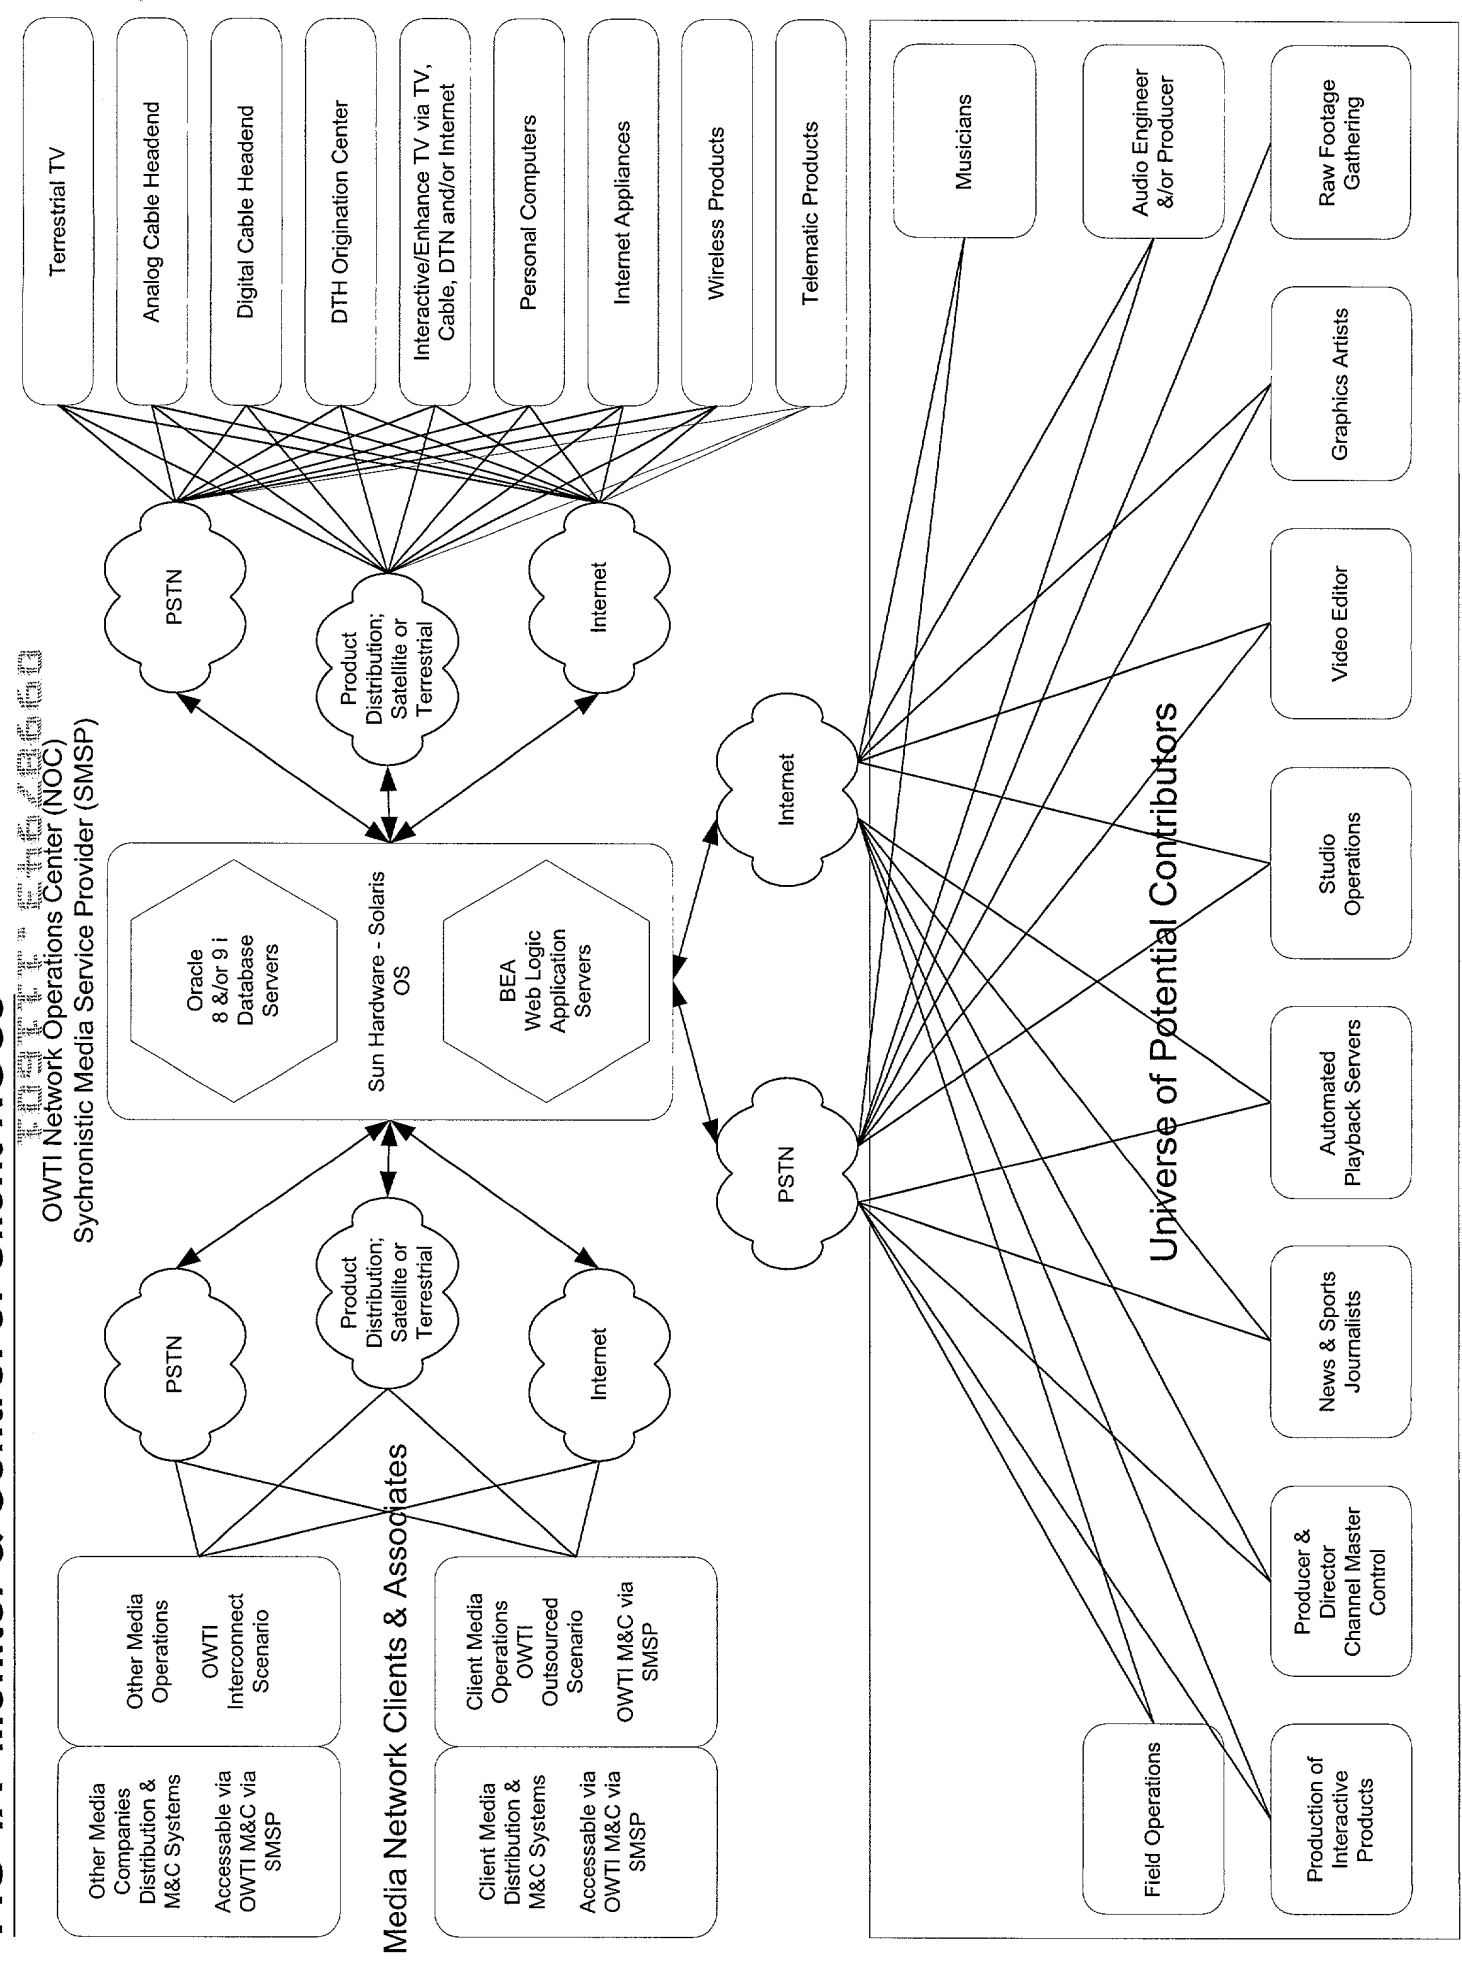 OWTI Network Operations Center (NOC)
Sychronistic Media Service Provider (SMSP)
Other Media
Companies
Distribution &
M&C Systems
Accessable via
OWTI M&C via
SMSP
Other Media
Operations
OWTI
Interconnect
Scenario
Media Network Clients & Associates
Client Media
Distribution &
M&C Systems
Accessable via
OWTI M&C via
SMSP
Client Media
Operations
OWTI
Outsourced
Scenario
OWTI M&C via
SMSP
PSTN
Product
Distribution;
Satellite or
Terrestrial
Internet
Oracle
8 &/or 9 i
Database
Servers
Sun Hardware - Solaris
OS
BEA
Web Logic
Application
Servers
PSTN
Product
Distribution;
Satellite or
Terrestrial
Internet
Terrestrial TV
Analog Cable Headend
Digital Cable Headend
DTH Origination Center
Interactive/Enhance TV via TV,
Cable, DTN and/or Internet
Personal Computers
Internet Appliances
Wireless Products
Telematic Products
PSTN
Internet
Universe of Potential Contributors
Musicians
Audio Engineer
&/or Producer
Field Operations
Production of
Interactive
Products
Producer &
Director
Channel Master
Control
News & Sports
Journalists
Automated
Playback Servers
Studio
Operations
Video Editor
Graphics Artists
Raw Footage
Gathering